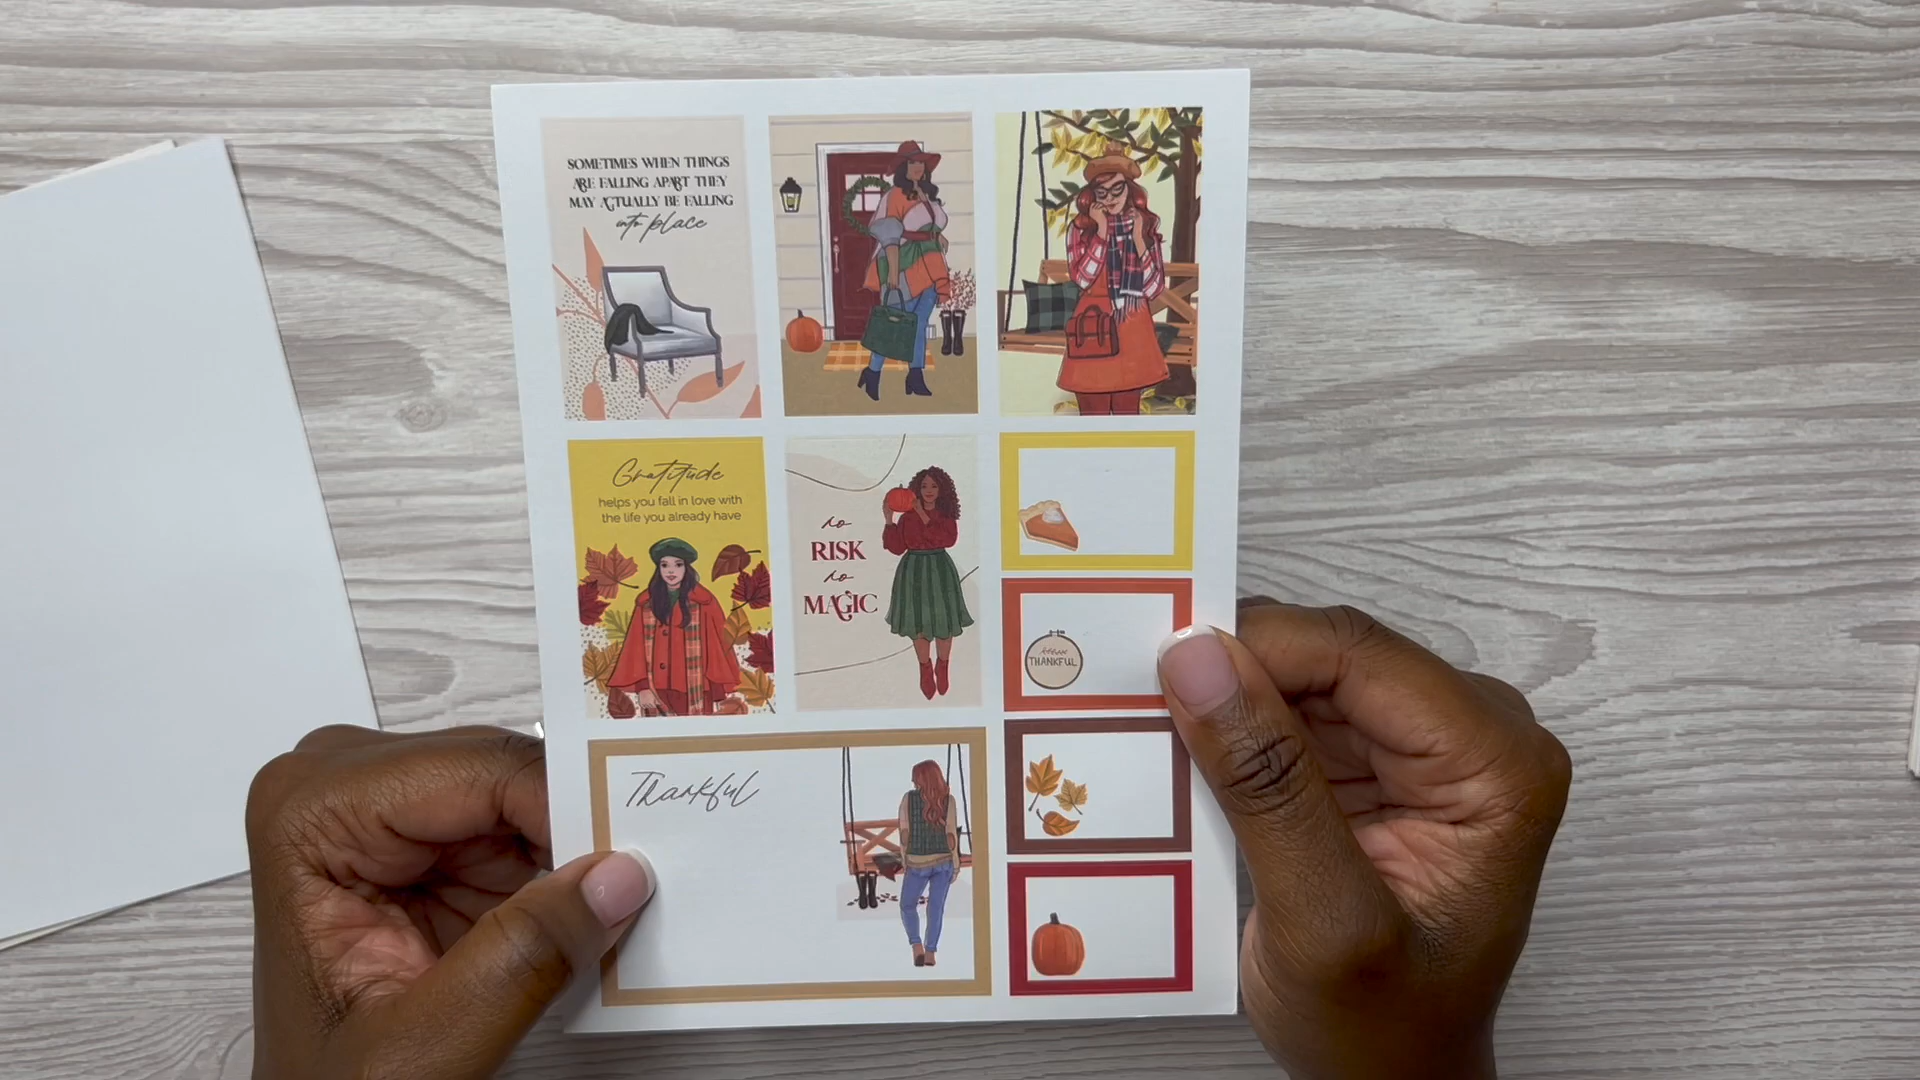 SOMETIMES WHEN THINGS
ARE FALLING APART THEY
MAY ACTUALLY BE FALLING
into place
Gratitude
helps you fall in love with
the life you already have
no
RISK
no
MAGIC
THANKFUL
Thankful